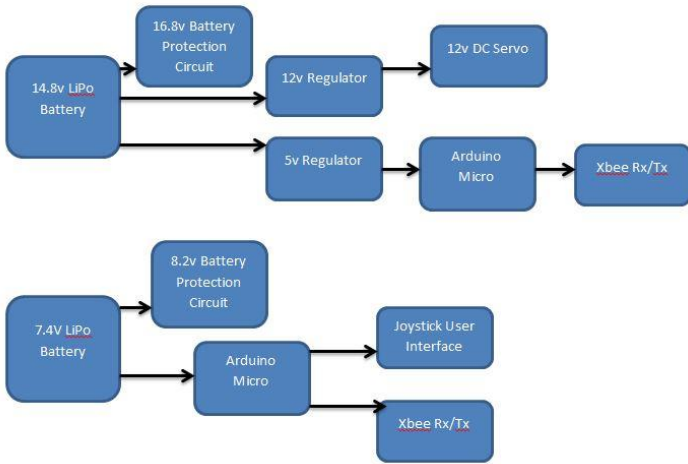 16.8v Battery
Protection
Circuit
12v DC Servo
14.8v LiPo
Battery
12v Regulator
5v Regulator
Arduino
Micro
Xbee Rx/Tx
8.2v Battery
Protection
Circuit
7.4V LiPo
Battery
Joystick User
Interface
Arduino
Micro
Xbee Rx/Tx